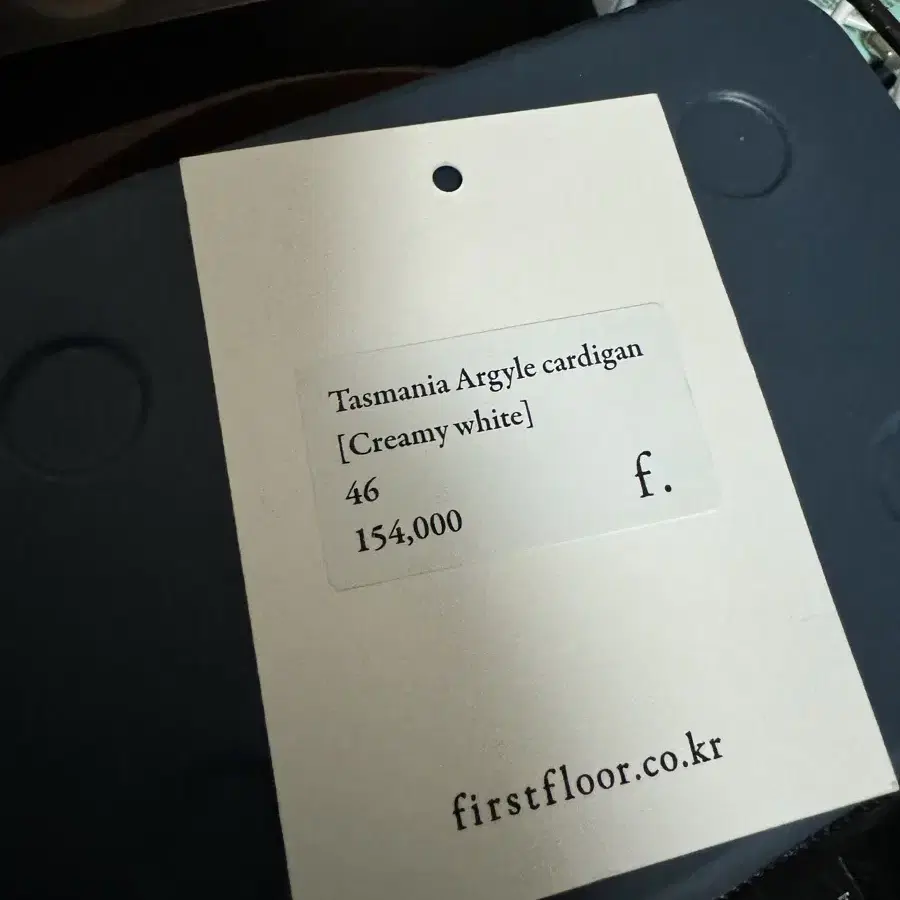 Tasmania Argyle cardigan
[Creamy white]
46
154,000
f.
firstfloor.co.kr